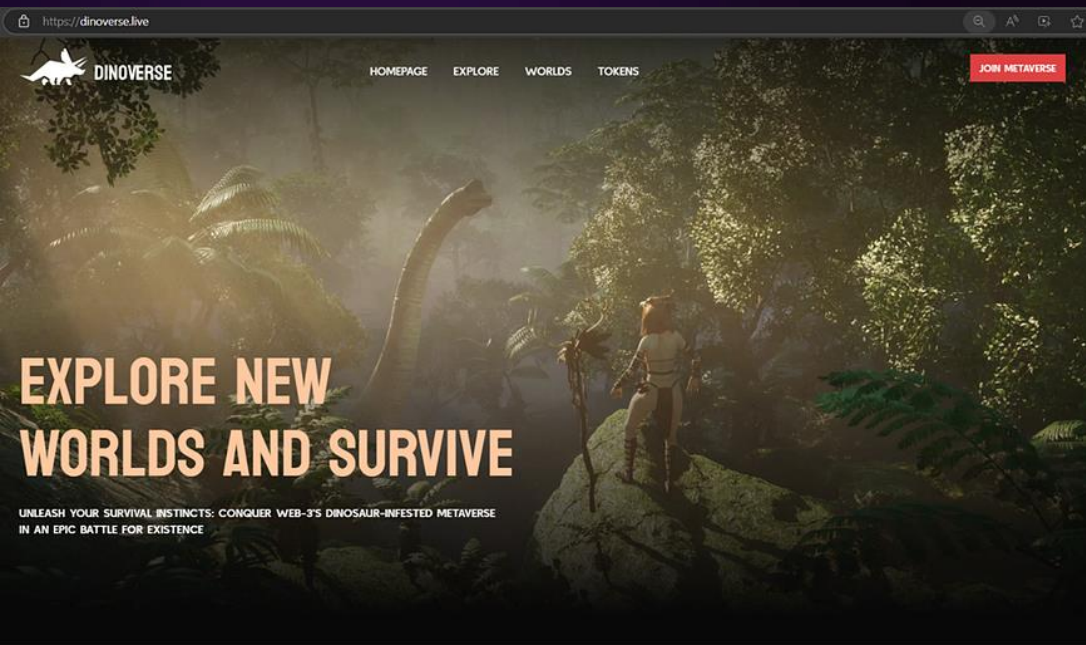 https://dinoverse.live
DINOVERSE
HOMEPAGE EXPLORE WORLDS TOKENS
JOIN METAVERSE
EXPLORE NEW
WORLDS AND SURVIVE
UNLEASH YOUR SURVIVAL INSTINCTS: CONQUER WEB-3'S DINOSAUR-INFESTED METAVERSE
IN AN EPIC BATTLE FOR EXISTENCE